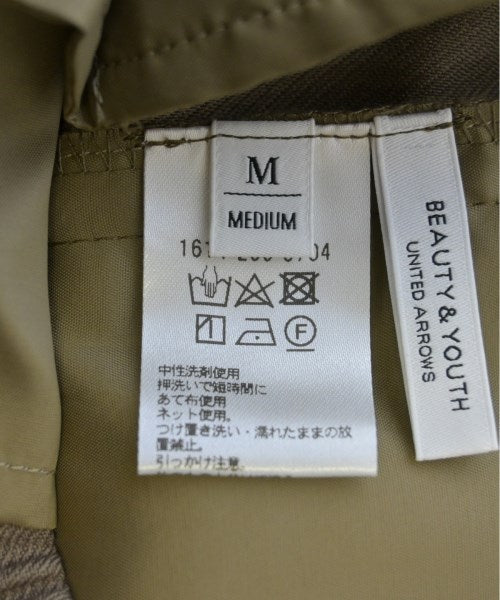 M
MEDIUM
BEAUTY & YOUTH
UNITED ARROWS
F
中性洗剤使用
押洗いで短時間に
あて布使用
ネット使用。
つけ置き洗い・濡れたままの放
置禁止。
引っかけ注意。